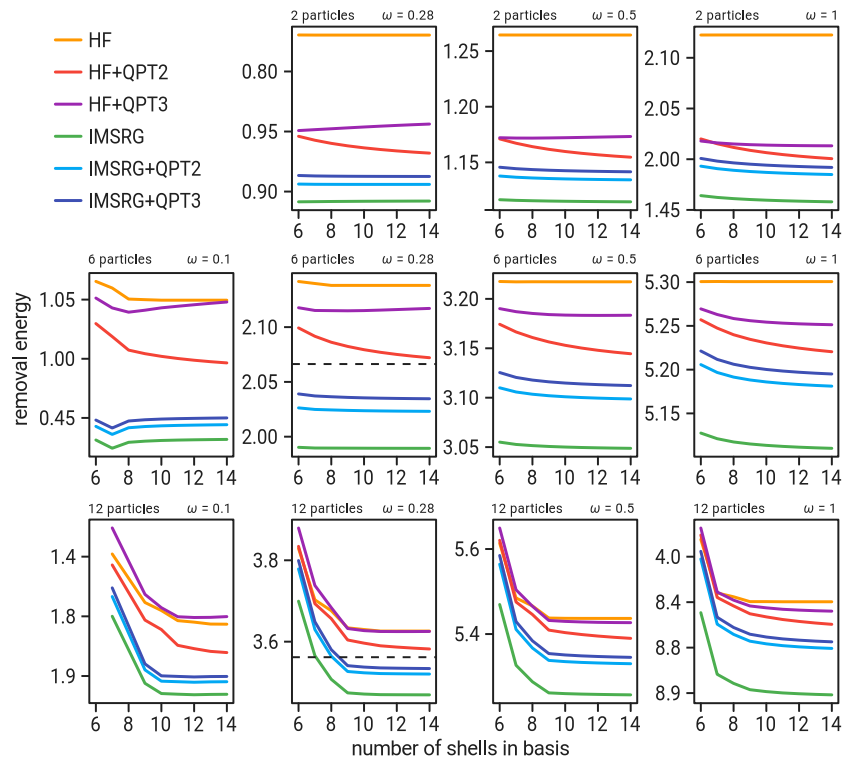 HF
HF+QPT2
HF+QPT3
IMSRG
IMSRG+QPT2
IMSRG+QPT3
2 particles ω = 0.28
0.80
0.95
0.90
6 8 10 12 14
2 particles ω = 0.5
1.25
1.20
1.15
6 8 10 12 14
2 particles ω = 1
2.10
2.05
2.00
1.45
6 8 10 12 14
removal energy
6 particles ω = 0.1
1.05
1.00
0.45
6 8 10 12 14
6 particles ω = 0.28
2.10
2.05
2.00
6 8 10 12 14
6 particles ω = 0.5
3.20
3.15
3.10
3.05
6 8 10 12 14
6 particles ω = 1
5.30
5.25
5.20
5.15
6 8 10 12 14
12 particles ω = 0.1
1.4
1.8
1.9
6 8 10 12 14
12 particles ω = 0.28
3.8
3.6
6 8 10 12 14
12 particles ω = 0.5
5.6
5.4
6 8 10 12 14
12 particles ω = 1
4.0
8.4
8.8
8.9
6 8 10 12 14
number of shells in basis